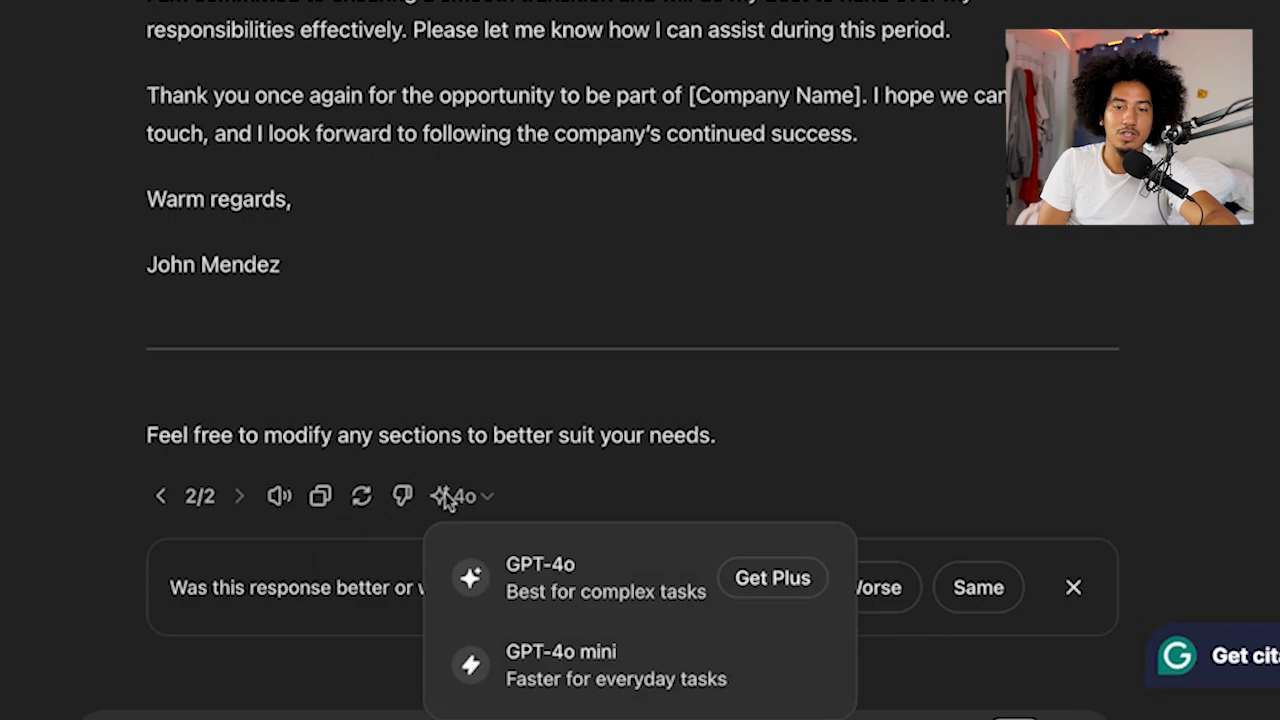 responsibilities effectively. Please let me know how I can assist during this period.
Thank you once again for the opportunity to be part of [Company Name]. I hope we can
touch, and I look forward to following the company's continued success.
Warm regards,
John Mendez
Feel free to modify any sections to better suit your needs.
2/2
4o
Was this response better or
Worse
Same
GPT-4o
Best for complex tasks
Get Plus
GPT-4o mini
Faster for everyday tasks
G Get